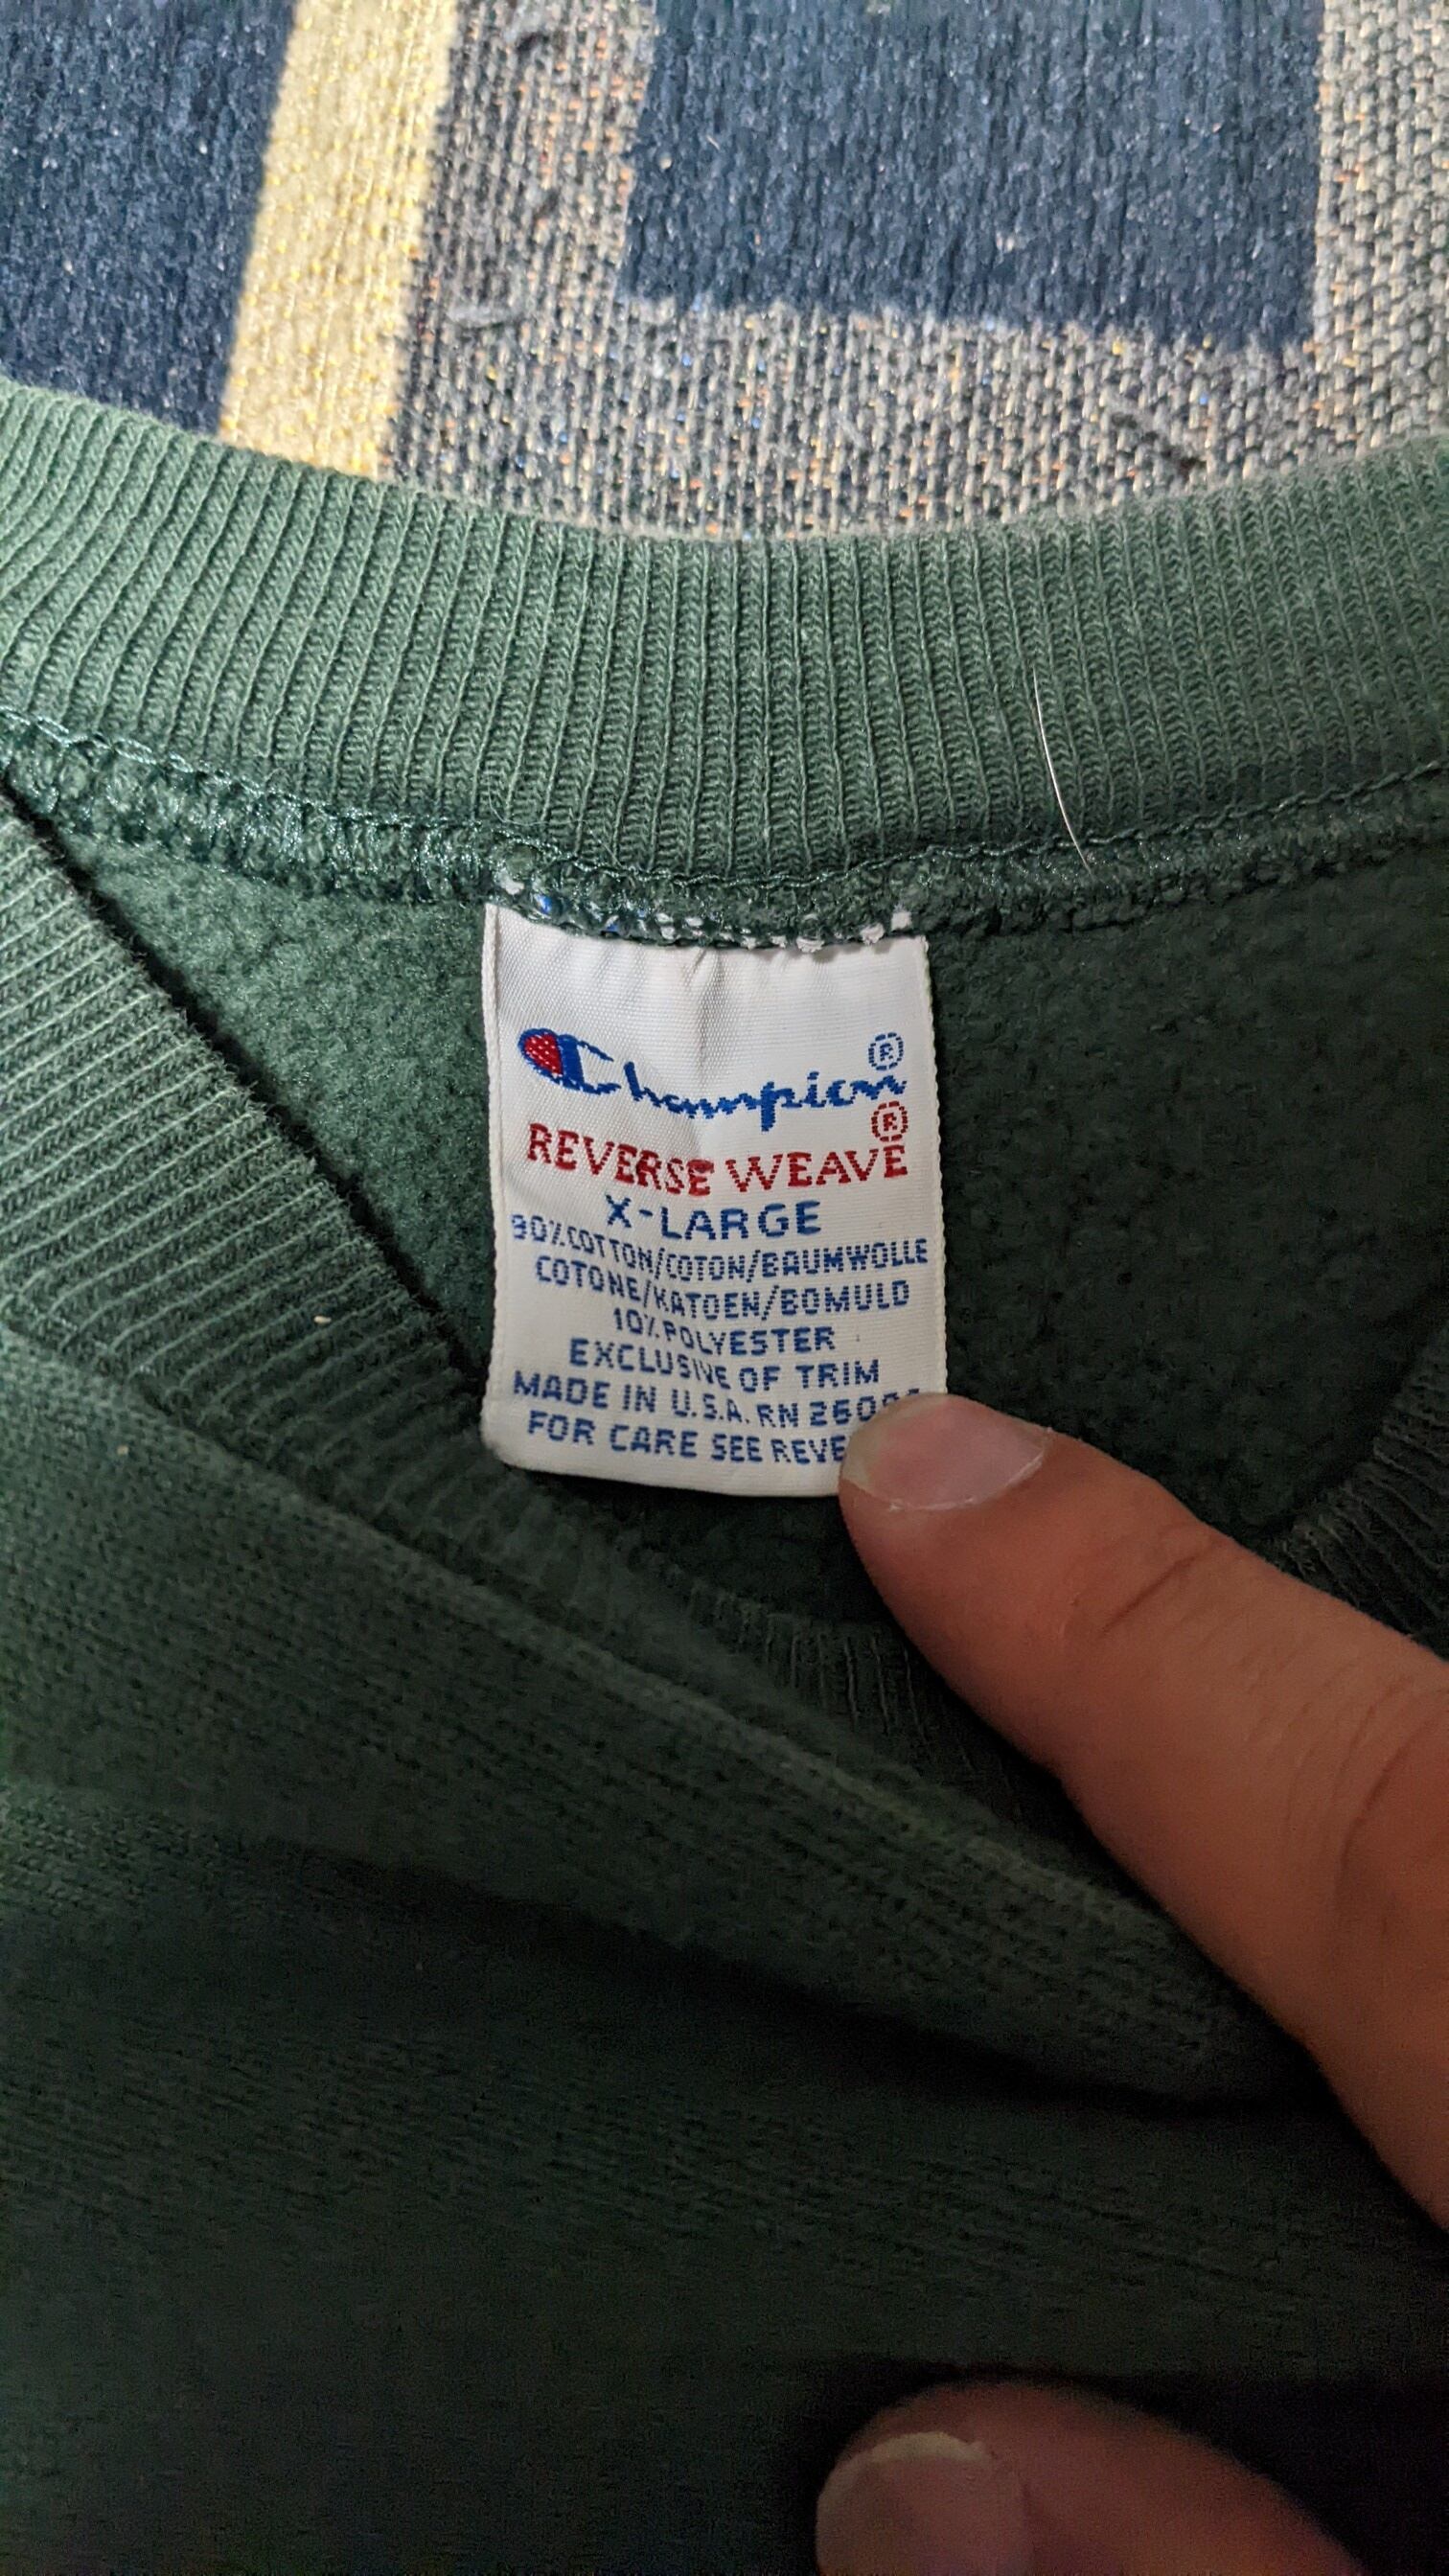 Champion®
REVERSE WEAVE®
X-LARGE
90% COTTON/COTON/BAUMWOLLE
COTONE/KATOEN/BOMULD
10% POLYESTER
EXCLUSIVE OF TRIM
MADE IN U.S.A. RN
FOR CARE SEE